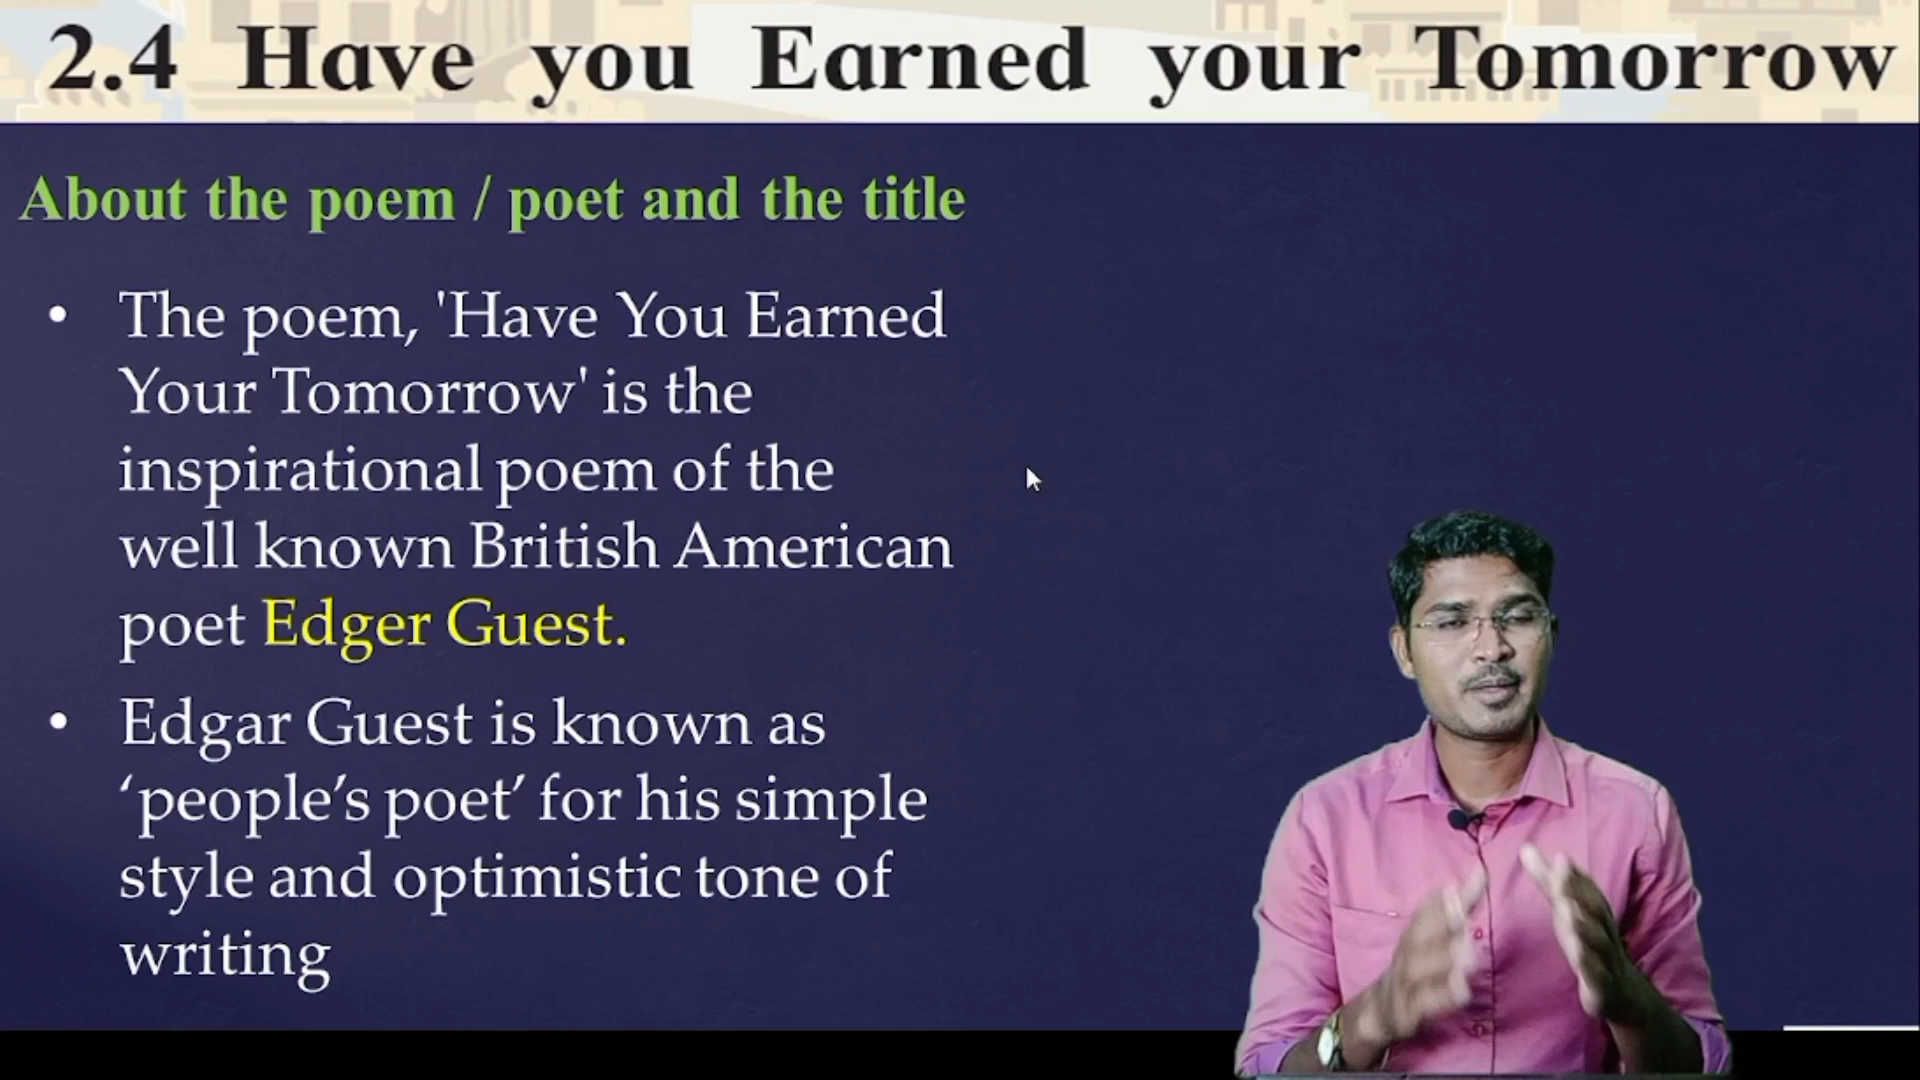 2.4 Have you Earned your Tomorrow
About the poem / poet and the title
• The poem, 'Have You Earned
Your Tomorrow' is the
inspirational poem of the
well known British American
poet Edger Guest.
• Edgar Guest is known as
‘people’s poet’ for his simple
style and optimistic tone of
writing